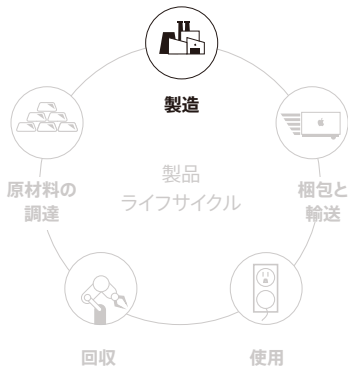 製造
原材料の
調達
製品
ライフサイクル
梱包と
輸送
回収
使用